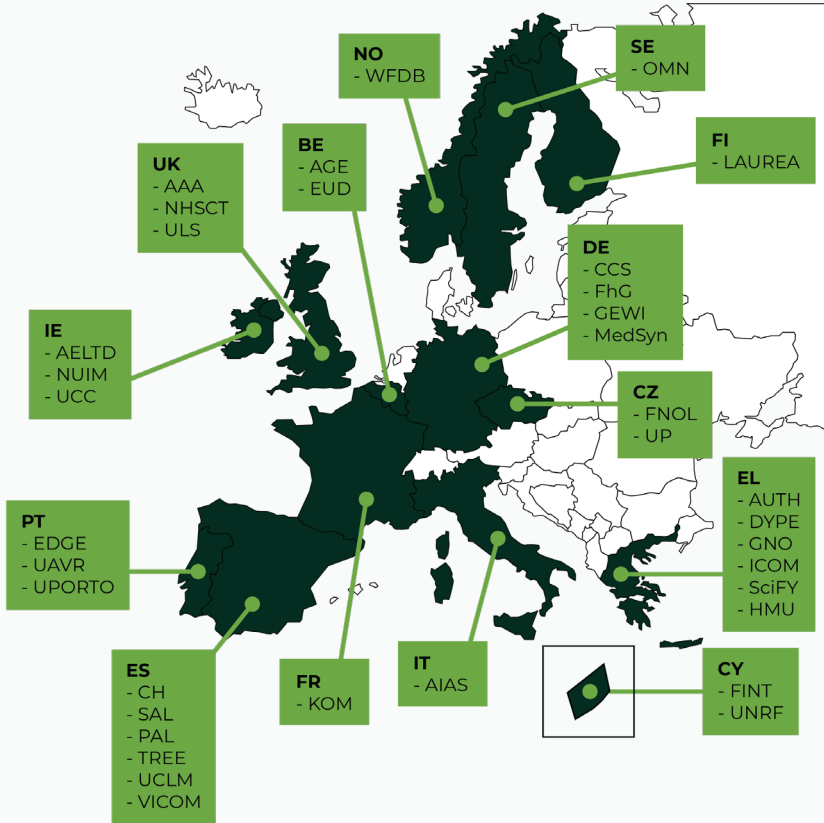 NO
- WFDB
SE
- OMN
BE
- AGE
- EUD
UK
- AAA
- NHSCT
- ULS
FI
- LAUREA
DE
- CCS
- FhG
- GEWI
- MedSyn
IE
- AELTD
- NUIM
- UCC
CZ
- FNOL
- UP
EL
- AUTH
- DYPE
- GNO
- ICOM
- SciFY
- HMU
PT
- EDGE
- UAVR
- UPORTO
ES
- CH
- SAL
- PAL
- TREE
- UCLM
- VICOM
FR
- KOM
IT
- AIAS
CY
- FINT
- UNRF